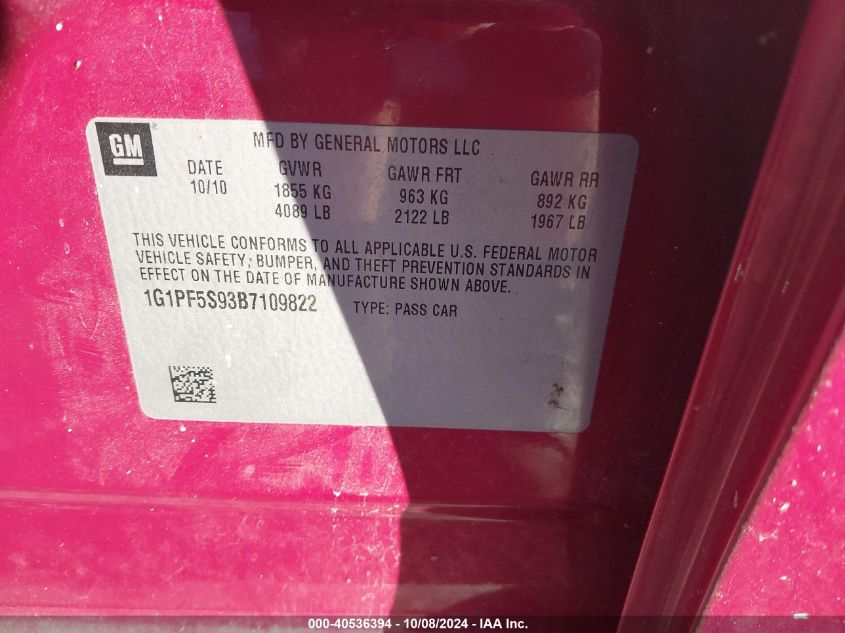 GM
MFD BY GENERAL MOTORS LLC
DATE GVWR GAWR FRT GAWR RR
10/10 1855 KG 963 KG 892 KG
4089 LB 2122 LB 1967 LB
THIS VEHICLE CONFORMS TO ALL APPLICABLE U.S. FEDERAL MOTOR
VEHICLE SAFETY, BUMPER, AND THEFT PREVENTION STANDARDS IN
EFFECT ON THE DATE OF MANUFACTURE SHOWN ABOVE.
1G1PF5S93B7109822 TYPE: PASS CAR
000-40536394 - 10/08/2024 - IAA Inc.